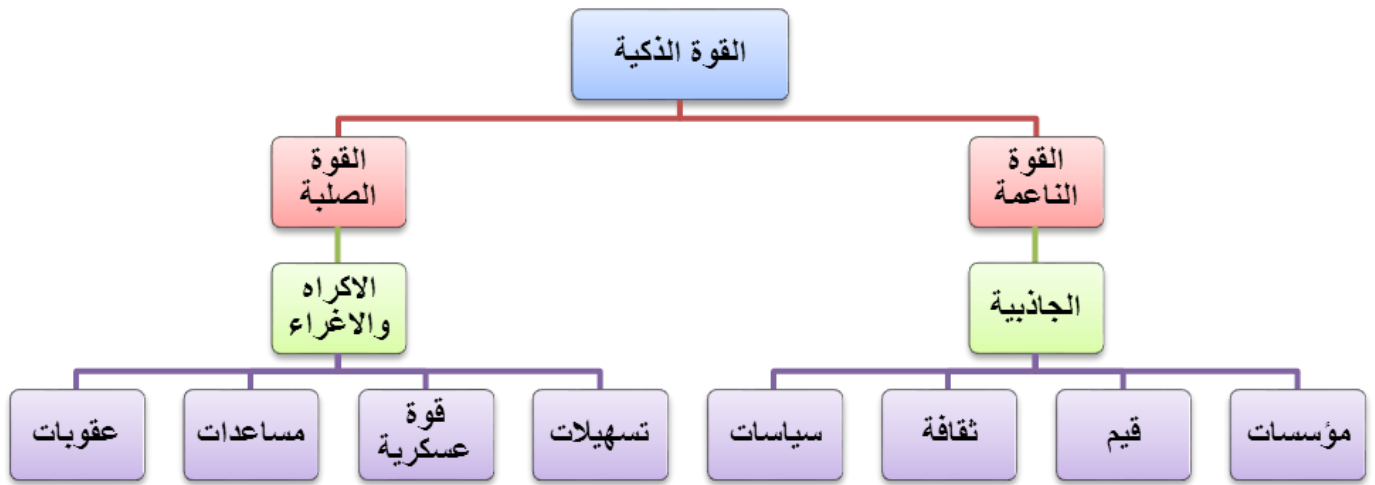 القوة الذكية
القوة
الناعمة
القوة
الصلبة
الجاذبية
الاكراه
والاغراء
مؤسسات
قيم
ثقافة
سياسات
تسهيلات
قوة
عسكرية
مساعدات
عقوبات